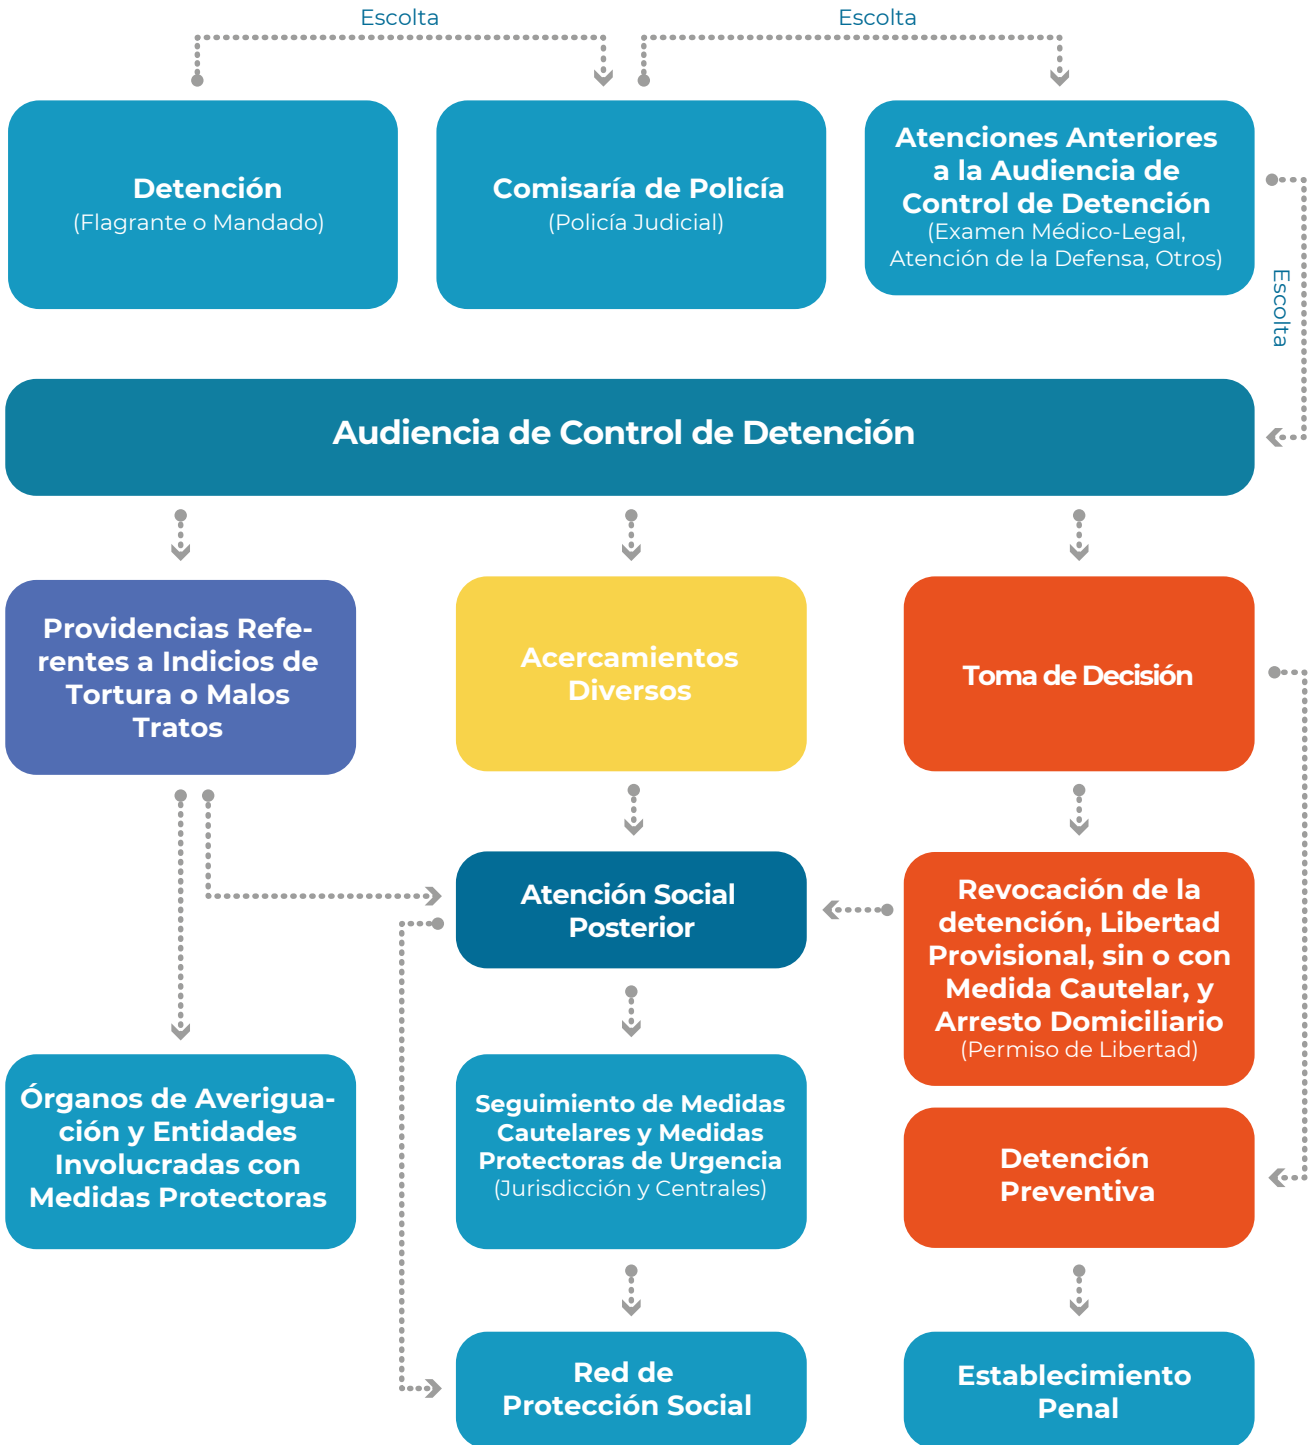 Escolta
Escolta
Detención
(Flagrante o Mandado)
Comisaría de Policía
(Policía Judicial)
Atenciones Anteriores
a la Audiencia de
Control de Detención
(Examen Médico-Legal,
Atención de la Defensa, Otros)
Escolta
Audiencia de Control de Detención
Providencias Refe-
rentes a Indicios de
Tortura o Malos
Tratos
Acercamientos
Diversos
Toma de Decisión
Atención Social
Posterior
Revocación de la
detención, Libertad
Provisional, sin o con
Medida Cautelar, y
Arresto Domiciliario
(Permiso de Libertad)
Órganos de Averigua-
ción y Entidades
Involucradas con
Medidas Protectoras
Seguimiento de Medidas
Cautelares y Medidas
Protectoras de Urgencia
(Jurisdicción y Centrales)
Detención
Preventiva
Red de
Protección Social
Establecimiento
Penal